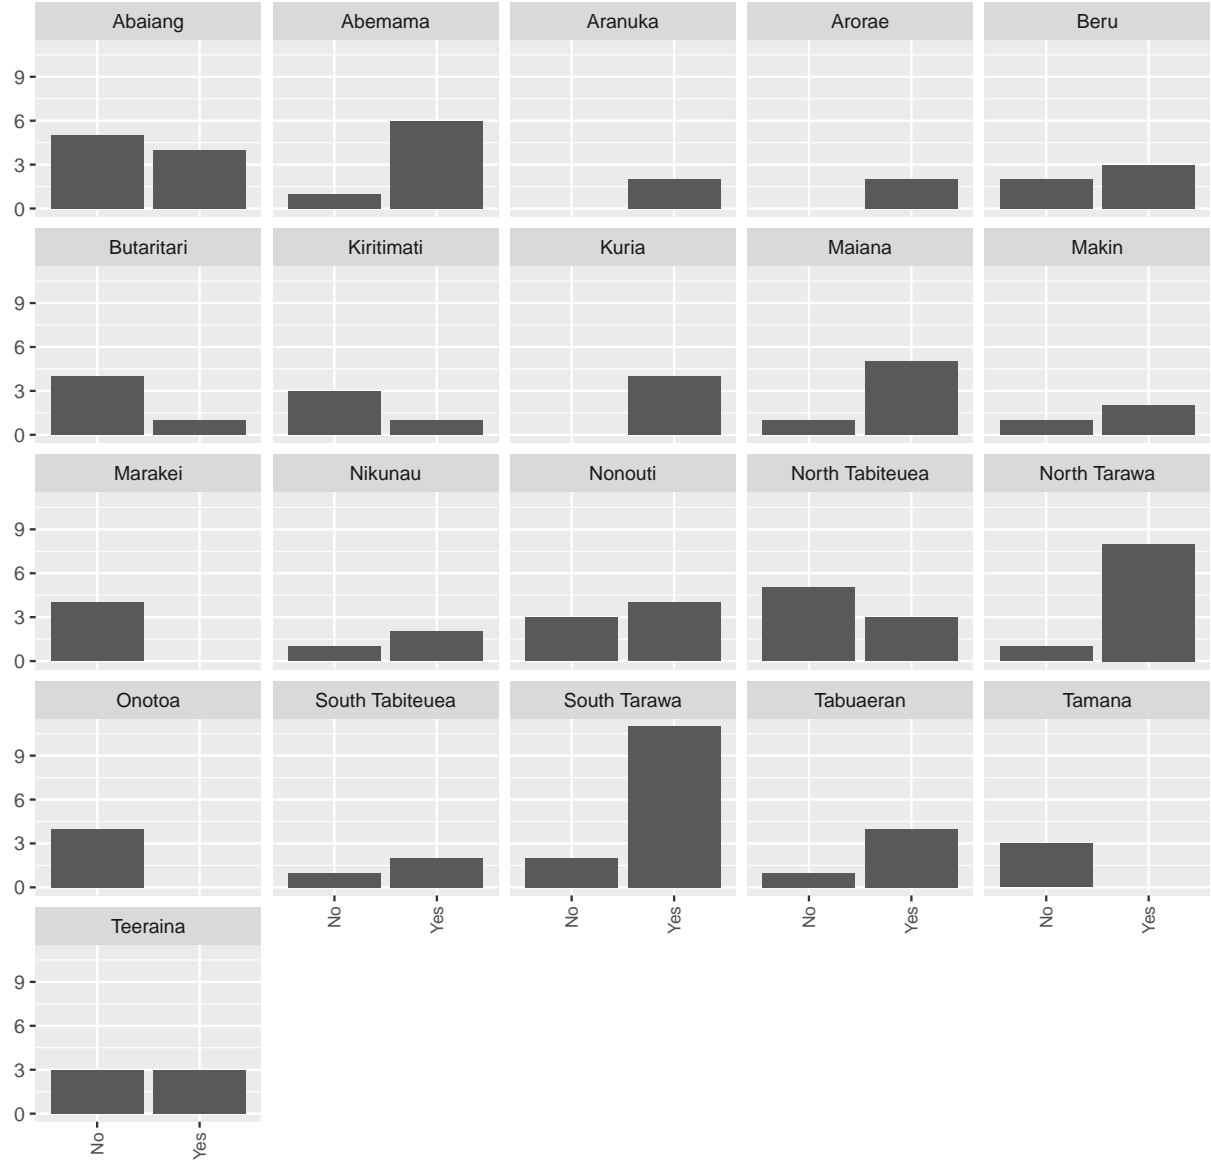 Abaiang Abemama Aranuka Arorae Beru
9
6
3
0
Butaritari Kiritimati Kuria Maiana Makin
9
6
3
0
Marakei Nikunau Nonouti North Tabiteuea North Tarawa
9
6
3
0
Onotoa South Tabiteuea South Tarawa Tabuaeran Tamana
9
6
3
0
No Yes No Yes No Yes No Yes
Teeraina
9
6
3
0
No Yes